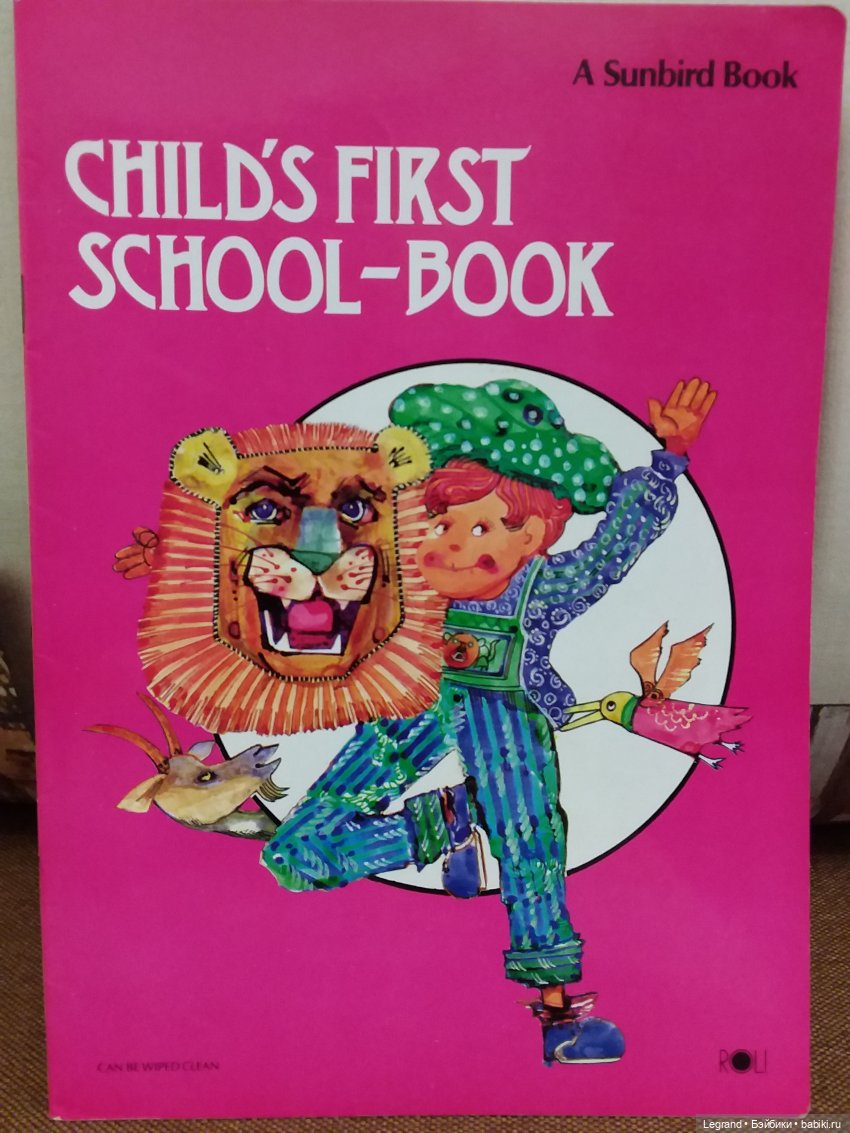 A Sunbird Book
CHILD'S FIRST
SCHOOL-BOOK
CAN BE WIPED CLEAN
ROLI
Legrand • Бэйбики • babiki.ru